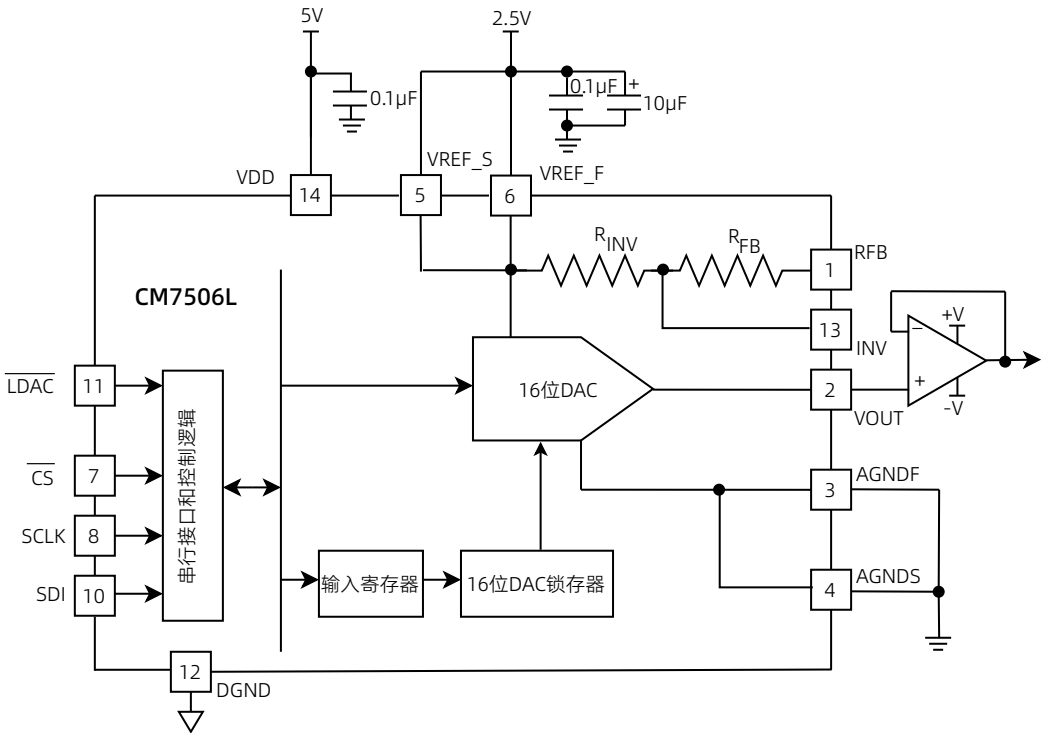 5V
2.5V
0.1μF
0.1μF
+
10μF
VREF_S
VREF_F
VDD
14
5
6
RINV
RFB
RFB
1
CM7506L
13
INV
+V
−
+
-V
LDAC
11
16位DAC
2
VOUT
串行接口和控制逻辑
CS
7
AGNDF
3
SCLK
8
SDI
10
输入寄存器
16位DAC锁存器
AGNDS
4
12
DGND